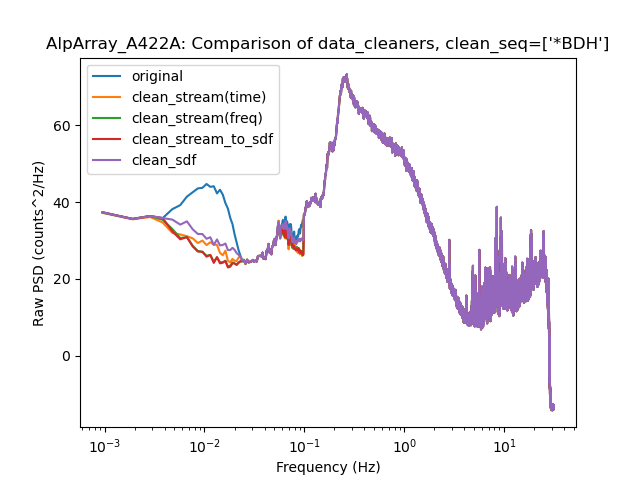 AlpArray_A422A: Comparison of data_cleaners, clean_seq=['*BDH']
original
clean_stream(time)
clean_stream(freq)
clean_stream_to_sdf
clean_sdf
Raw PSD (counts^2/Hz)
60
40
20
0
10⁻³ 10⁻² 10⁻¹ 10⁰ 10¹
Frequency (Hz)